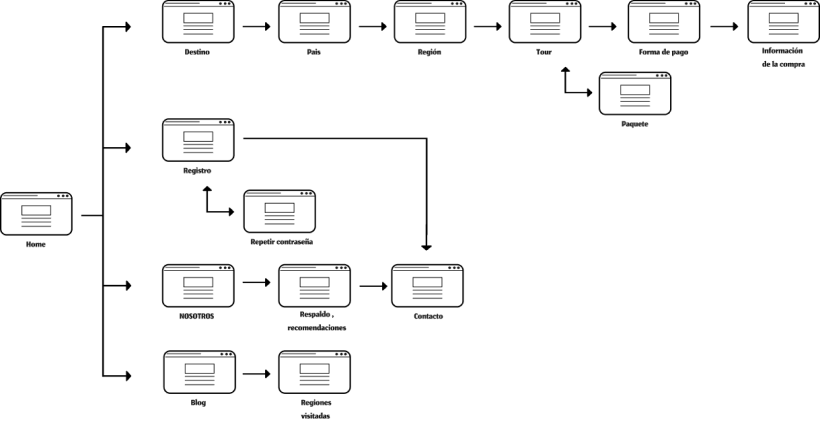 Destino
Pais
Región
Tour
Forma de pago
Información
de la compra
Paquete
Registro
Repetir contraseña
Home
NOSOTROS
Respaldo ,
recomendaciones
Contacto
Blog
Regiones
visitadas